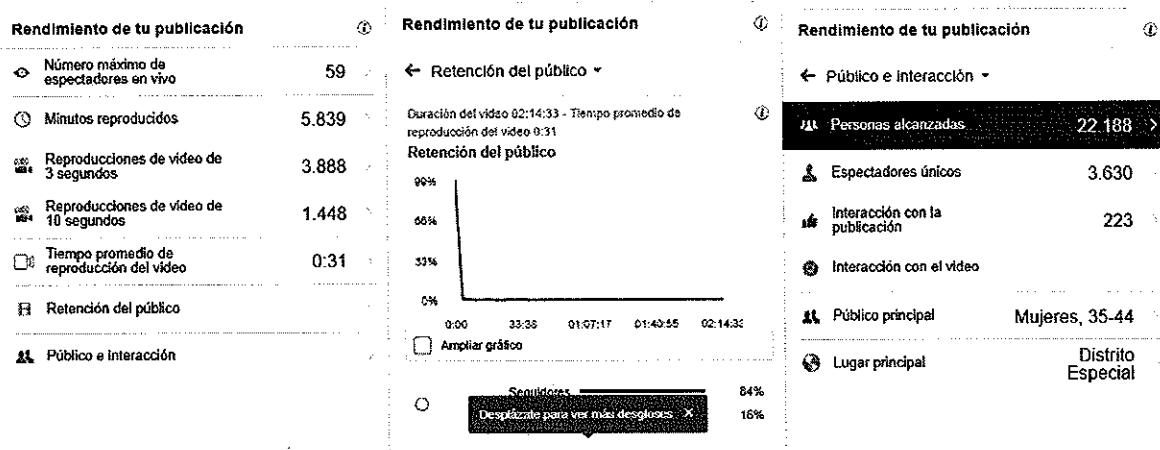 Rendimiento de tu publicación
Número máximo de
espectadores en vivo
59
Minutos reproducidos
5.839
Reproducciones de video de
3 segundos
3.888
Reproducciones de video de
10 segundos
1.448
Tiempo promedio de
reproducción del video
0:31
Retención del público
Público e interacción
Rendimiento de tu publicación
← Retención del público
Duración del video 02:14:33 - Tiempo promedio de
reproducción del video 0:31
Retención del público
99%
66%
33%
0%
0:00 33:38 01:07:17 01:40:55 02:14:33
Ampliar gráfico
Seguidores 84%
Desplázate para ver más desgloses ×
16%
Rendimiento de tu publicación
← Público e interacción
Personas alcanzadas 22.188
Espectadores únicos 3.630
Interacción con la
publicación
223
Interacción con el video
Público principal Mujeres, 35-44
Lugar principal
Distrito
Especial